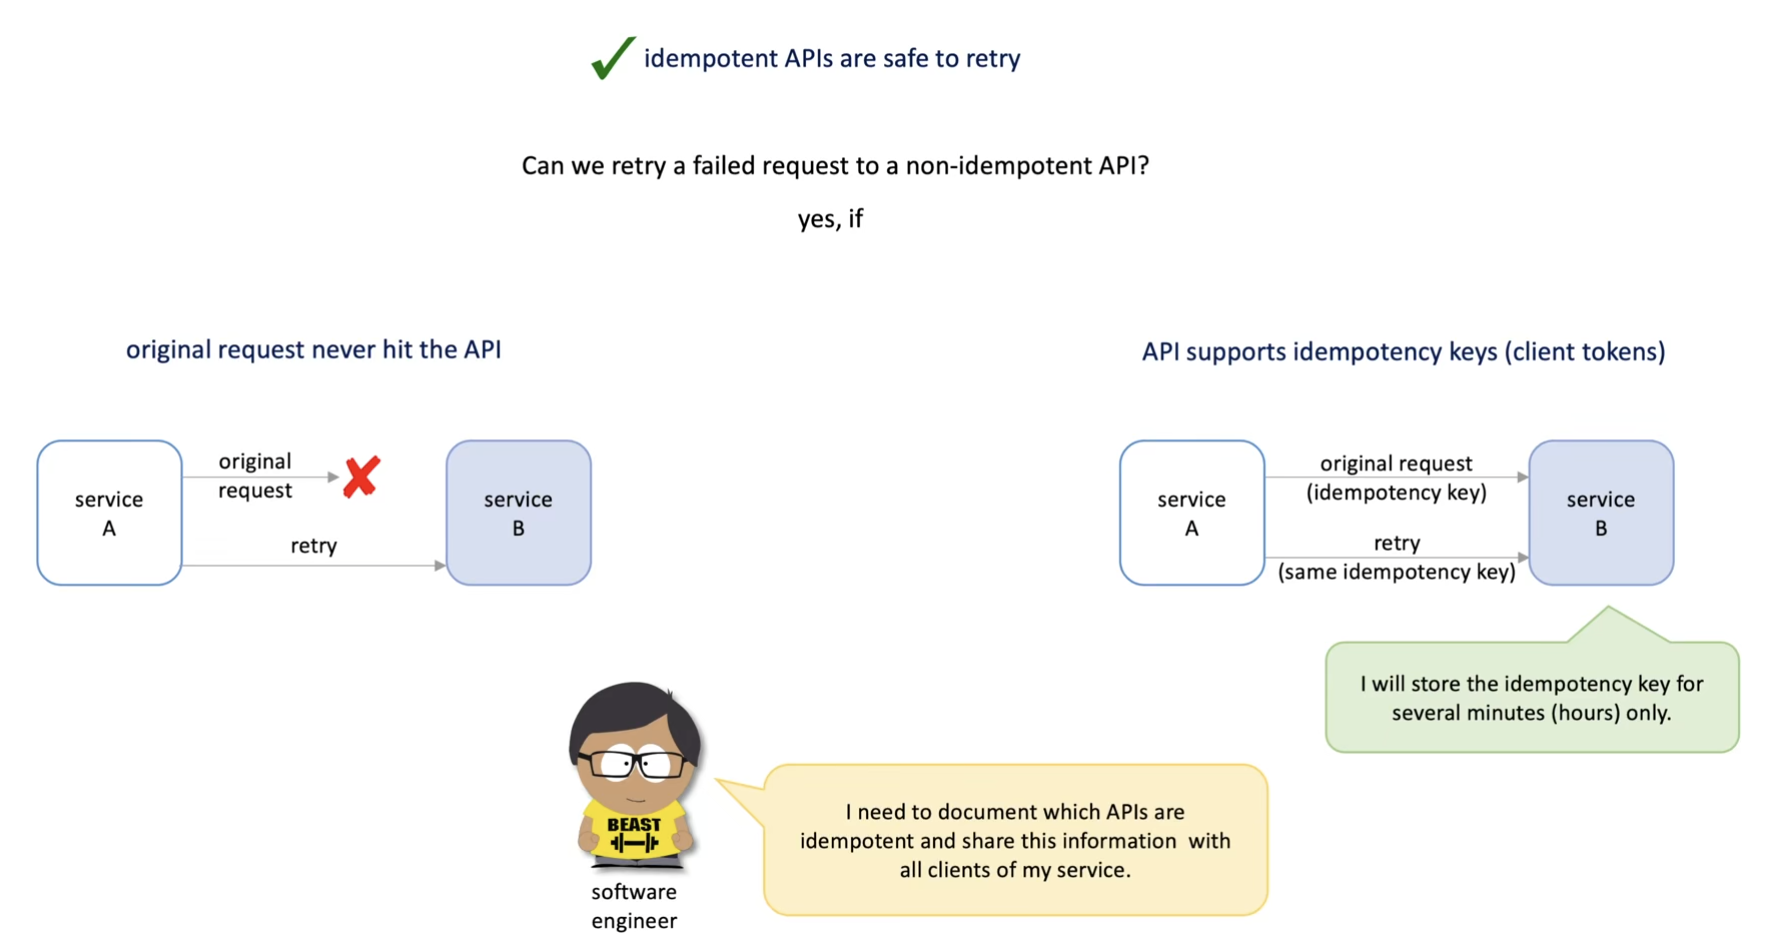 idempotent APIs are safe to retry
Can we retry a failed request to a non-idempotent API?
yes, if
original request never hit the API
service
A
original
request
retry
service
B
API supports idempotency keys (client tokens)
service
A
original request
(idempotency key)
retry
(same idempotency key)
service
B
I will store the idempotency key for
several minutes (hours) only.
BEAST
software
engineer
I need to document which APIs are
idempotent and share this information with
all clients of my service.